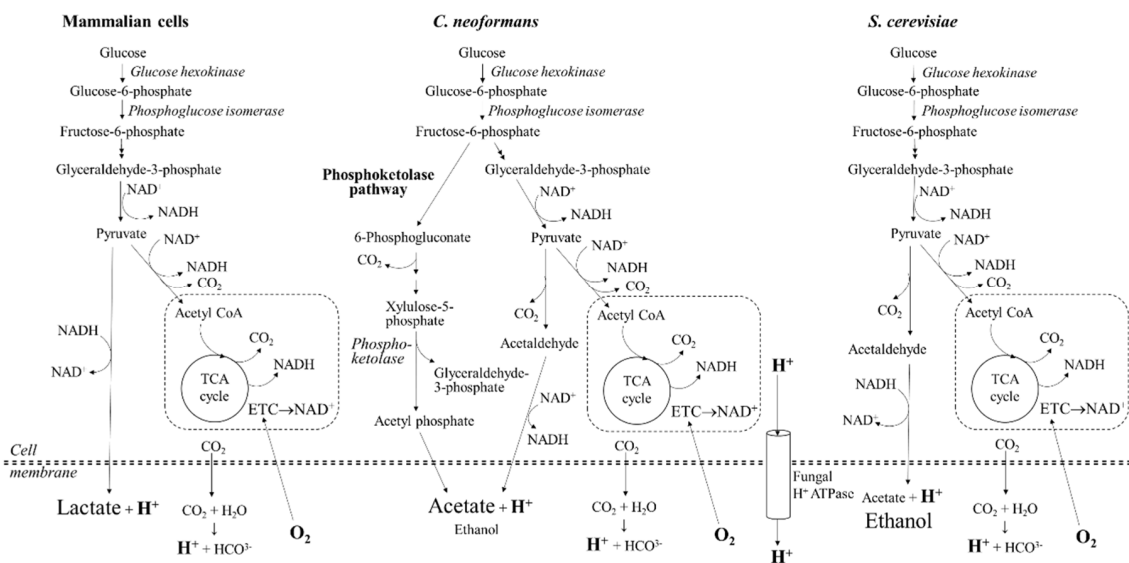 Mammalian cells
Glucose
Glucose hexokinase
Glucose-6-phosphate
Phosphoglucose isomerase
Fructose-6-phosphate
Glyceraldehyde-3-phosphate
NAD⁺
NADH
Pyruvate
NAD⁺
NADH
CO₂
Acetyl CoA
CO₂
NADH
TCA
cycle
ETC→NAD⁺
NADH
NAD⁺
Cell
membrane
CO₂
Lactate + H⁺
CO₂ + H₂O
H⁺ + HCO³⁻
O₂
C. neoformans
Glucose
Glucose hexokinase
Glucose-6-phosphate
Phosphoglucose isomerase
Fructose-6-phosphate
Phosphoketolase
pathway
Glyceraldehyde-3-phosphate
NAD⁺
NADH
6-Phosphogluconate
CO₂
Xylulose-5-
phosphate
Phospho-
ketolase
Glyceraldehyde-
3-phosphate
Acetyl phosphate
Pyruvate
NAD⁺
NADH
CO₂
CO₂
Acetaldehyde
NAD⁺
NADH
Acetyl CoA
CO₂
NADH
TCA
cycle
ETC→NAD⁺
CO₂
Acetate + H⁺
Ethanol
CO₂ + H₂O
H⁺ + HCO³⁻
O₂
H⁺
Fungal
H⁺ ATPase
H⁺
S. cerevisiae
Glucose
Glucose hexokinase
Glucose-6-phosphate
Phosphoglucose isomerase
Fructose-6-phosphate
Glyceraldehyde-3-phosphate
NAD⁺
NADH
Pyruvate
NAD⁺
NADH
CO₂
CO₂
Acetaldehyde
NADH
NAD⁺
Acetyl CoA
CO₂
NADH
TCA
cycle
ETC→NAD⁺
CO₂
Acetate + H⁺
Ethanol
CO₂ + H₂O
H⁺ + HCO³⁻
O₂